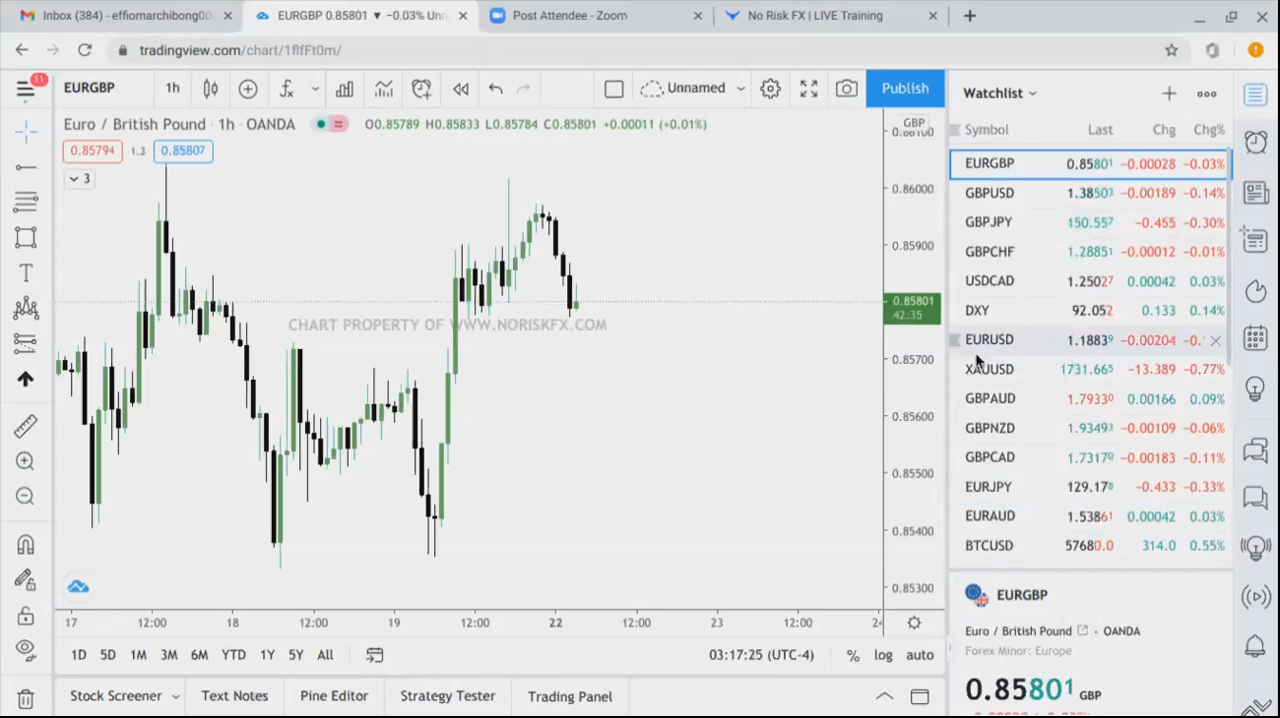 Inbox (384) - effiomarchibong00
EURGBP 0.85801 ▼ −0.03% Unn
Post Attendee - Zoom
No Risk FX | LIVE Training
tradingview.com/chart/1flfFt0m/
11
EURGBP
1h
Unnamed
Publish
Euro / British Pound · 1h · OANDA
O0.85789 H0.85833 L0.85784 C0.85801 +0.00011 (+0.01%)
GBP
0.85794
1.3
0.85807
3
0.86100
0.86000
0.85900
0.85801
42:35
0.85700
0.85600
0.85500
0.85400
0.85300
CHART PROPERTY OF WWW.NORISKFX.COM
17
12:00
18
12:00
19
12:00
22
12:00
23
12:00
24
1D 5D 1M 3M 6M YTD 1Y 5Y All
03:17:25 (UTC-4)
%
log
auto
Stock Screener
Text Notes
Pine Editor
Strategy Tester
Trading Panel
Watchlist
Symbol Last Chg Chg%
EURGBP 0.85801 −0.00028 −0.03%
GBPUSD 1.38503 −0.00189 −0.14%
GBPJPY 150.557 −0.455 −0.30%
GBPCHF 1.28851 −0.00012 −0.01%
USDCAD 1.25027 0.00042 0.03%
DXY 92.052 0.133 0.14%
EURUSD 1.18839 −0.00204 −0.
XAUUSD 1731.665 −13.389 −0.77%
GBPAUD 1.79330 0.00166 0.09%
GBPNZD 1.93493 −0.00109 −0.06%
GBPCAD 1.73170 −0.00183 −0.11%
EURJPY 129.178 −0.433 −0.33%
EURAUD 1.53861 0.00042 0.03%
BTCUSD 57680.0 314.0 0.55%
EURGBP
Euro / British Pound · OANDA
Forex Minor: Europe
0.85801 GBP